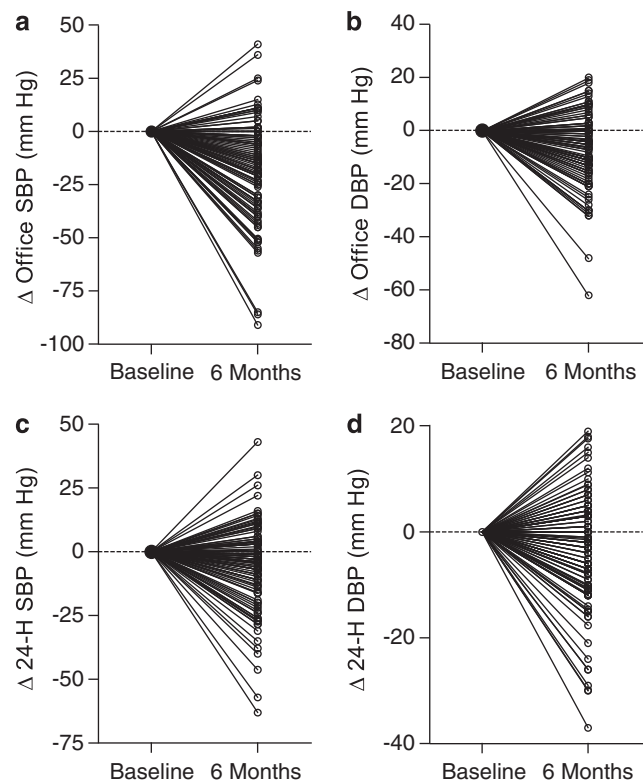 a
Δ Office SBP (mm Hg)
50
25
0
-25
-50
-75
-100
Baseline 6 Months
b
Δ Office DBP (mm Hg)
40
20
0
-20
-40
-60
-80
Baseline 6 Months
c
Δ 24-H SBP (mm Hg)
50
25
0
-25
-50
-75
Baseline 6 Months
d
Δ 24-H DBP (mm Hg)
20
0
-20
-40
Baseline 6 Months